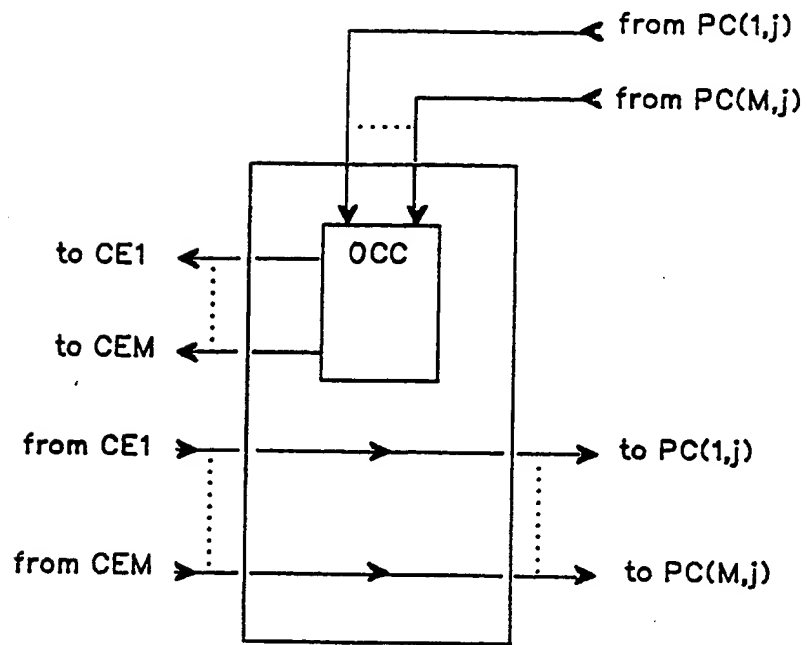 from PC(1,j)
from PC(M,j)
OCC
to CE1
to CEM
from CE1
to PC(1,j)
from CEM
to PC(M,j)